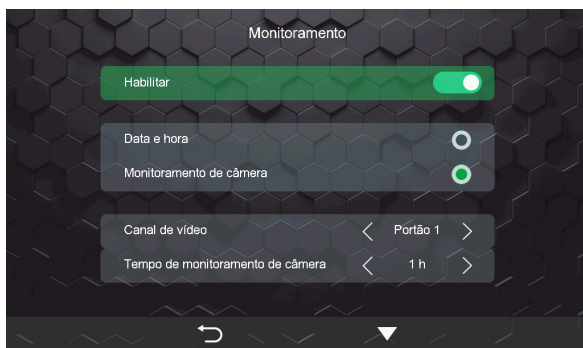 Monitoramento
Habilitar
Data e hora
Monitoramento de câmera
Canal de vídeo Portão 1
Tempo de monitoramento de câmera 1 h